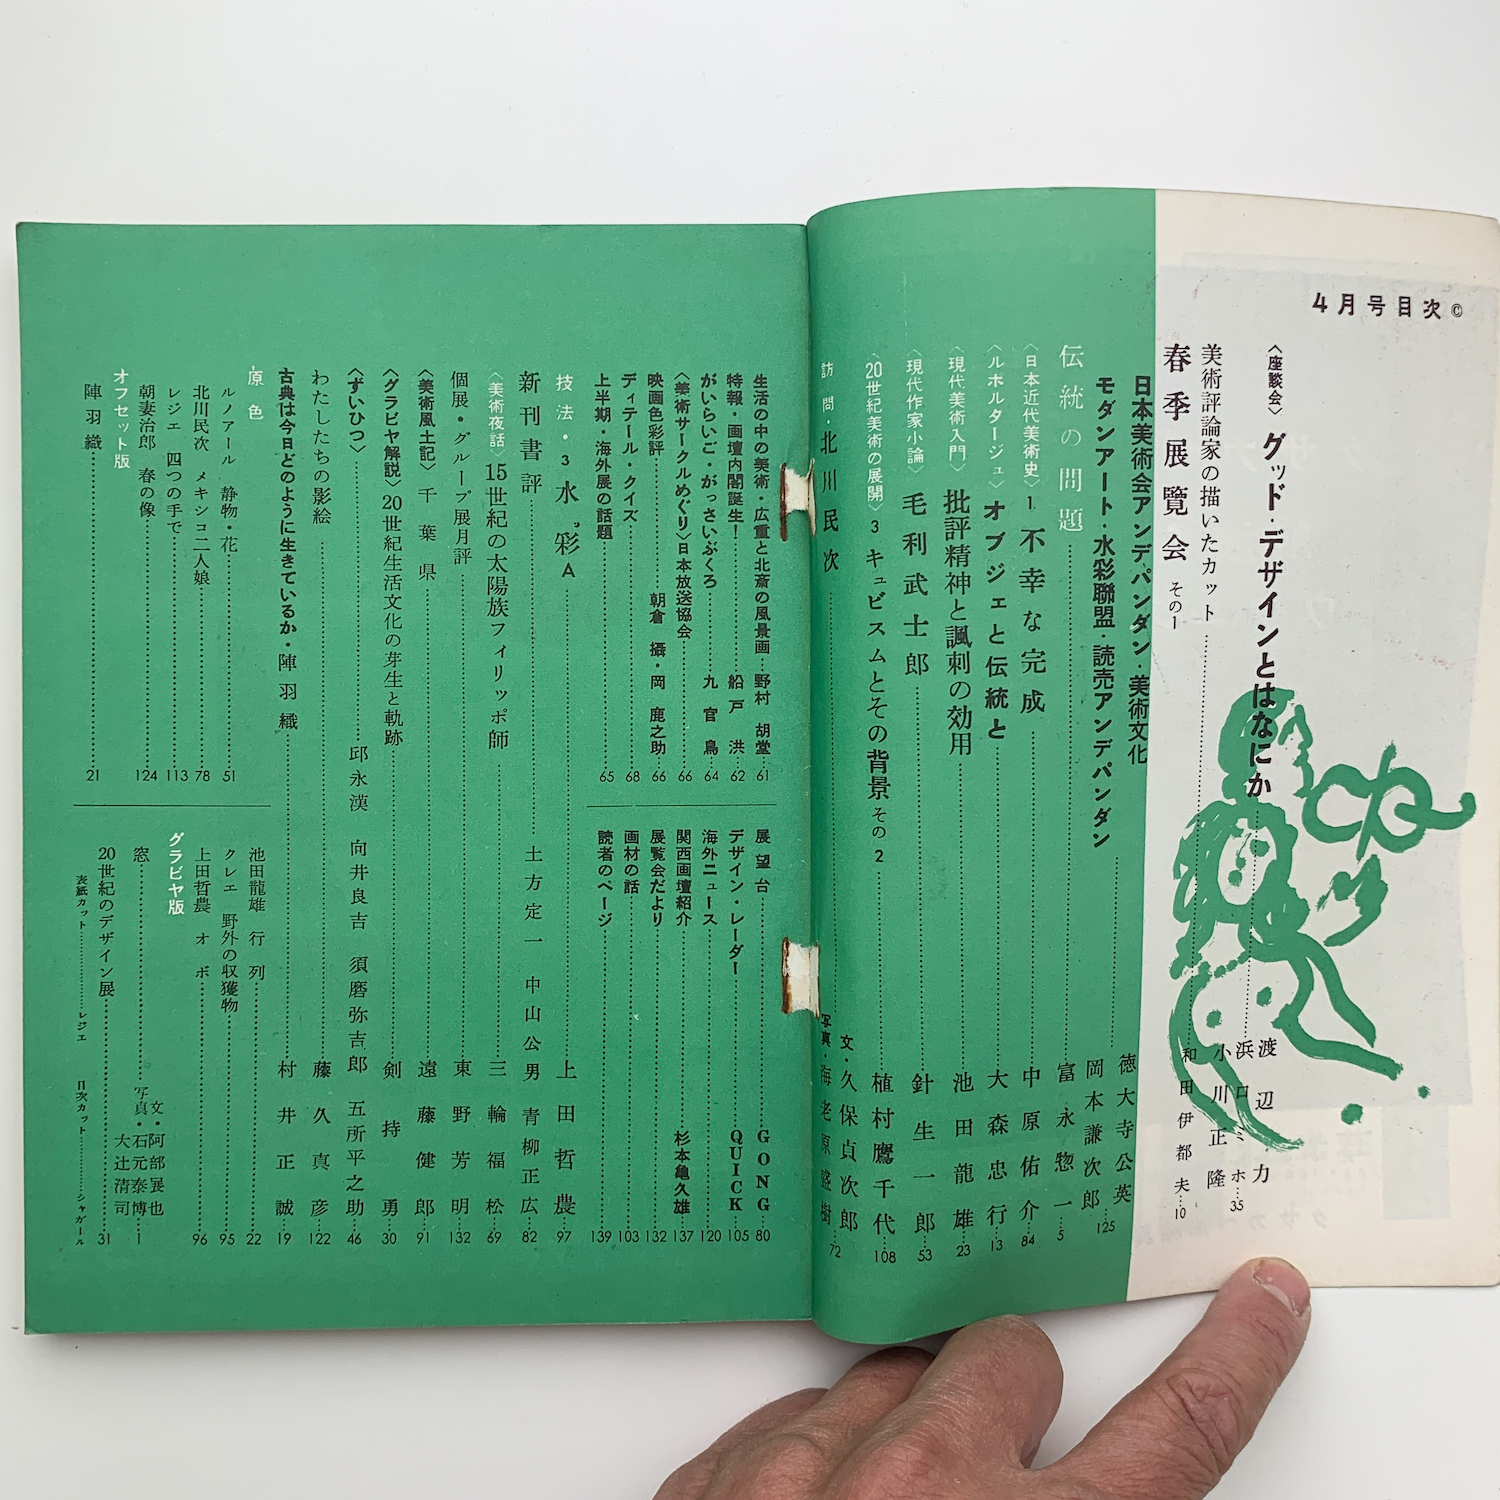 4月号目次 ©
〈座談会〉グッド・デザインとはなにか
渡辺 力
浜口ミホ…35
小川正隆
美術評論家の描いたカット
春季展覧会 その1
和田伊都夫…10
日本美術会アンデパンダン・美術文化
モダンアート・水彩聯盟・読売アンデパンダン
徳大寺公英
岡本謙次郎…125
伝統の問題 富永惣一…5
〈日本近代美術史〉1 不幸な完成 中原佑介…84
〈ルポルタージュ〉オブジェと伝統と 大森忠行…13
〈現代美術入門〉批評精神と諷刺の効用 池田龍雄…23
〈現代作家小論〉毛利武士郎 針生一郎…53
〈20世紀美術の展開〉3 キュビスムとその背景 その2 植村鷹千代 108
訪問・北川民次 文・久保貞次郎
写真・海老原盛樹 72
生活の中の美術・広重と北斎の風景画…野村胡堂 61
特報・画壇内閣誕生! 船戸 洪 62
がいらいご・がっさいぶくろ 九官鳥 64
〈美術サークルめぐり〉日本放送協会 66
映画色彩評 朝倉 摂・岡 鹿之助 66
ディテール・クイズ 68
上半期・海外展の話題 65
展望台 GONG 80
デザイン・レーダー QUICK 105
海外ニュース 120
関西画壇紹介 杉本亀久雄 137
展覧会だより 132
画材の話 103
読者のページ 139
技法・3 水彩A 上田哲農 97
新刊書評 土方定一 中山公男 青柳正広 82
〈美術夜話〉15世紀の太陽族フィリッポ師 三輪福松 69
個展・グループ展月評 東野芳明 132
〈美術風土記〉千葉県 遠藤健郎 91
〈グラビヤ解説〉20世紀生活文化の芽生と軌跡 剣持 勇 30
〈ずいひつ〉 邱永漢 向井良吉 須磨弥吉郎 五所平之助 46
わたしたちの影絵 藤久真彦 122
古典は今日どのように生きているか・陣羽織 村井正誠 19
原色
ルノアール 静物・花 51
北川民次 メキシコ二人娘 78
レジェ 四つの手で 113
朝妻治郎 春の像 124
オフセット版
陣羽織 21
池田龍雄 行列 22
クレエ 野外の収獲物 95
上田哲農 オボ 96
グラビヤ版
窓 文・阿部展也
写真・石元泰博 1
大辻清司
20世紀のデザイン展 31
表紙カット レジェ 目次カット シャガール